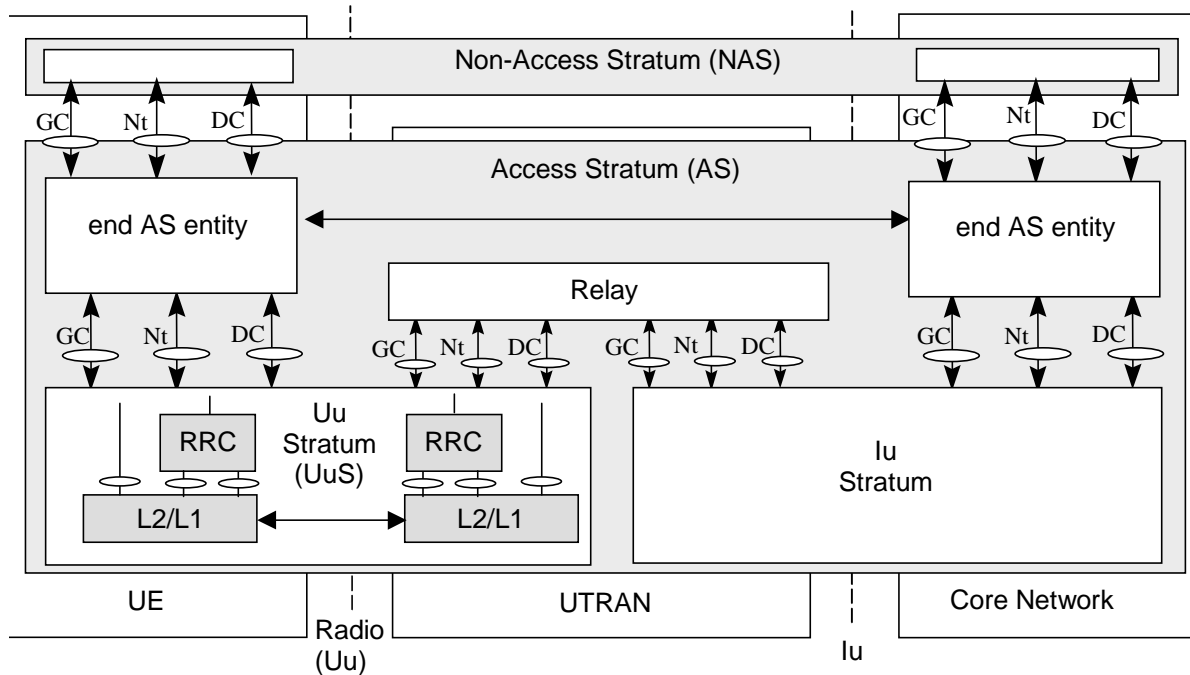 Non-Access Stratum (NAS)
GC Nt DC GC Nt DC
Access Stratum (AS)
end AS entity end AS entity
Relay
GC Nt DC GC Nt DC GC Nt DC GC Nt DC
Uu
Stratum
(UuS)
RRC RRC
Iu
Stratum
L2/L1 L2/L1
UE UTRAN Core Network
Radio
(Uu)
Iu